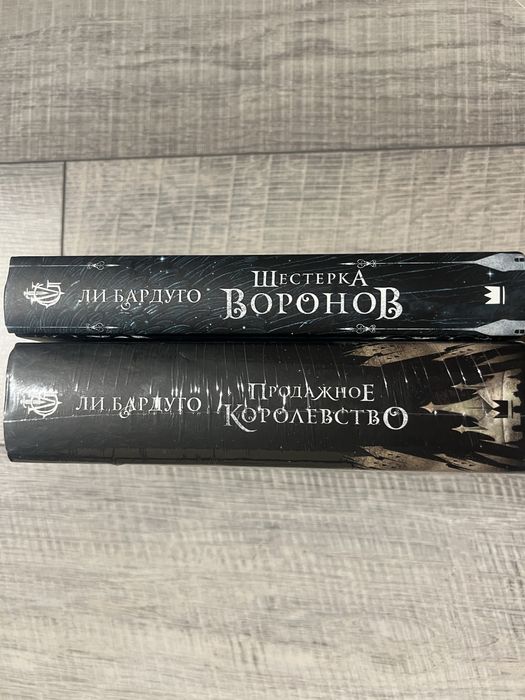 ЛИ БАРДУГО
ШЕСТЕРКА
ВОРОНОВ
ЛИ БАРДУГО
ПРОДАЖНОЕ
КОРОЛЕВСТВО